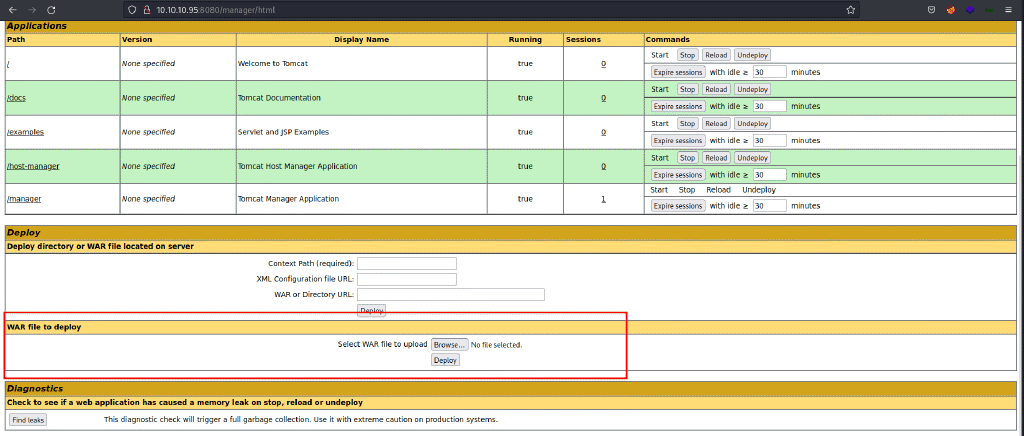 10.10.10.95:8080/manager/html
Applications
Path Version Display Name Running Sessions Commands
/ None specified Welcome to Tomcat true 0 Start Stop Reload Undeploy
Expire sessions with idle ≥ 30 minutes
/docs None specified Tomcat Documentation true 0 Start Stop Reload Undeploy
Expire sessions with idle ≥ 30 minutes
/examples None specified Servlet and JSP Examples true 0 Start Stop Reload Undeploy
Expire sessions with idle ≥ 30 minutes
/host-manager None specified Tomcat Host Manager Application true 0 Start Stop Reload Undeploy
Expire sessions with idle ≥ 30 minutes
/manager None specified Tomcat Manager Application true 1 Start Stop Reload Undeploy
Expire sessions with idle ≥ 30 minutes
Deploy
Deploy directory or WAR file located on server
Context Path (required):
XML Configuration file URL:
WAR or Directory URL:
Deploy
WAR file to deploy
Select WAR file to upload Browse... No file selected.
Deploy
Diagnostics
Check to see if a web application has caused a memory leak on stop, reload or undeploy
Find leaks This diagnostic check will trigger a full garbage collection. Use it with extreme caution on production systems.